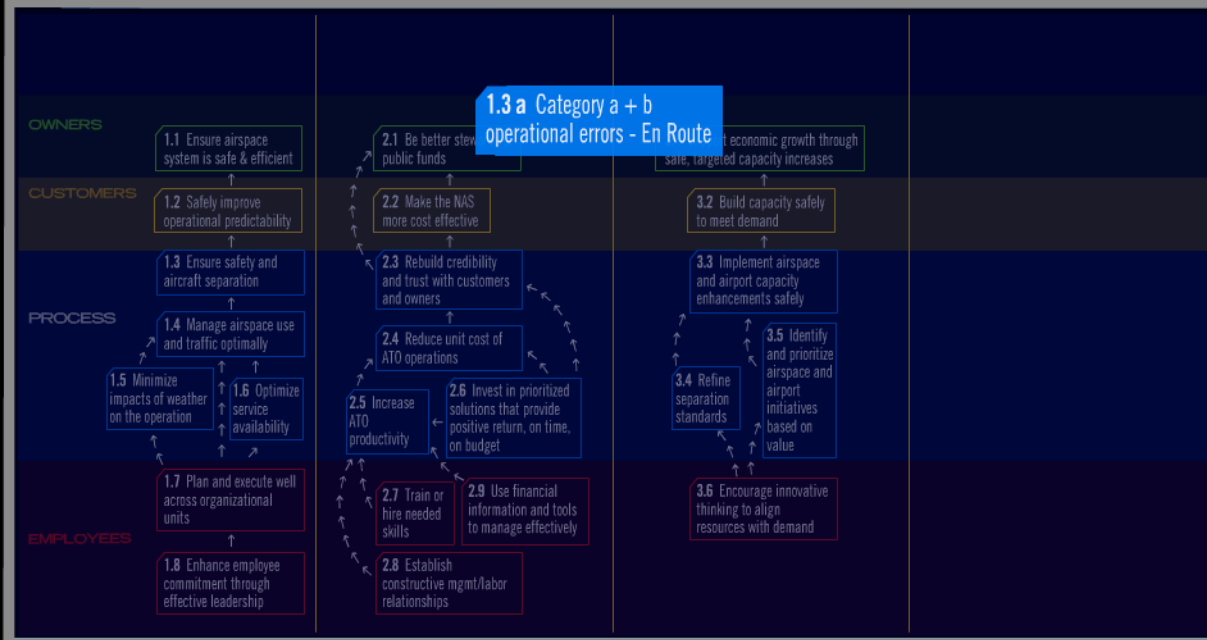 1.3 a Category a + b
operational errors - En Route
OWNERS
1.1 Ensure airspace
system is safe & efficient
2.1 Be better
public funds
economic growth through
safe, targeted capacity increases
CUSTOMERS
1.2 Safely improve
operational predictability
2.2 Make the NAS
more cost effective
3.2 Build capacity safely
to meet demand
PROCESS
1.3 Ensure safety and
aircraft separation
1.4 Manage airspace use
and traffic optimally
1.5 Minimize
impacts of weather
on the operation
1.6 Optimize
service
availability
2.3 Rebuild credibility
and trust with customers
and owners
2.4 Reduce unit cost of
ATO operations
2.5 Increase
ATO
productivity
2.6 Invest in prioritized
solutions that provide
positive return, on time,
on budget
3.3 Implement airspace
and airport capacity
enhancements safely
3.4 Refine
separation
standards
3.5 Identify
and prioritize
airspace and
airport
initiatives
based on
value
EMPLOYEES
1.7 Plan and execute well
across organizational
units
1.8 Enhance employee
commitment through
effective leadership
2.7 Train or
hire needed
skills
2.9 Use financial
information and tools
to manage effectively
2.8 Establish
constructive mgmt/labor
relationships
3.6 Encourage innovative
thinking to align
resources with demand